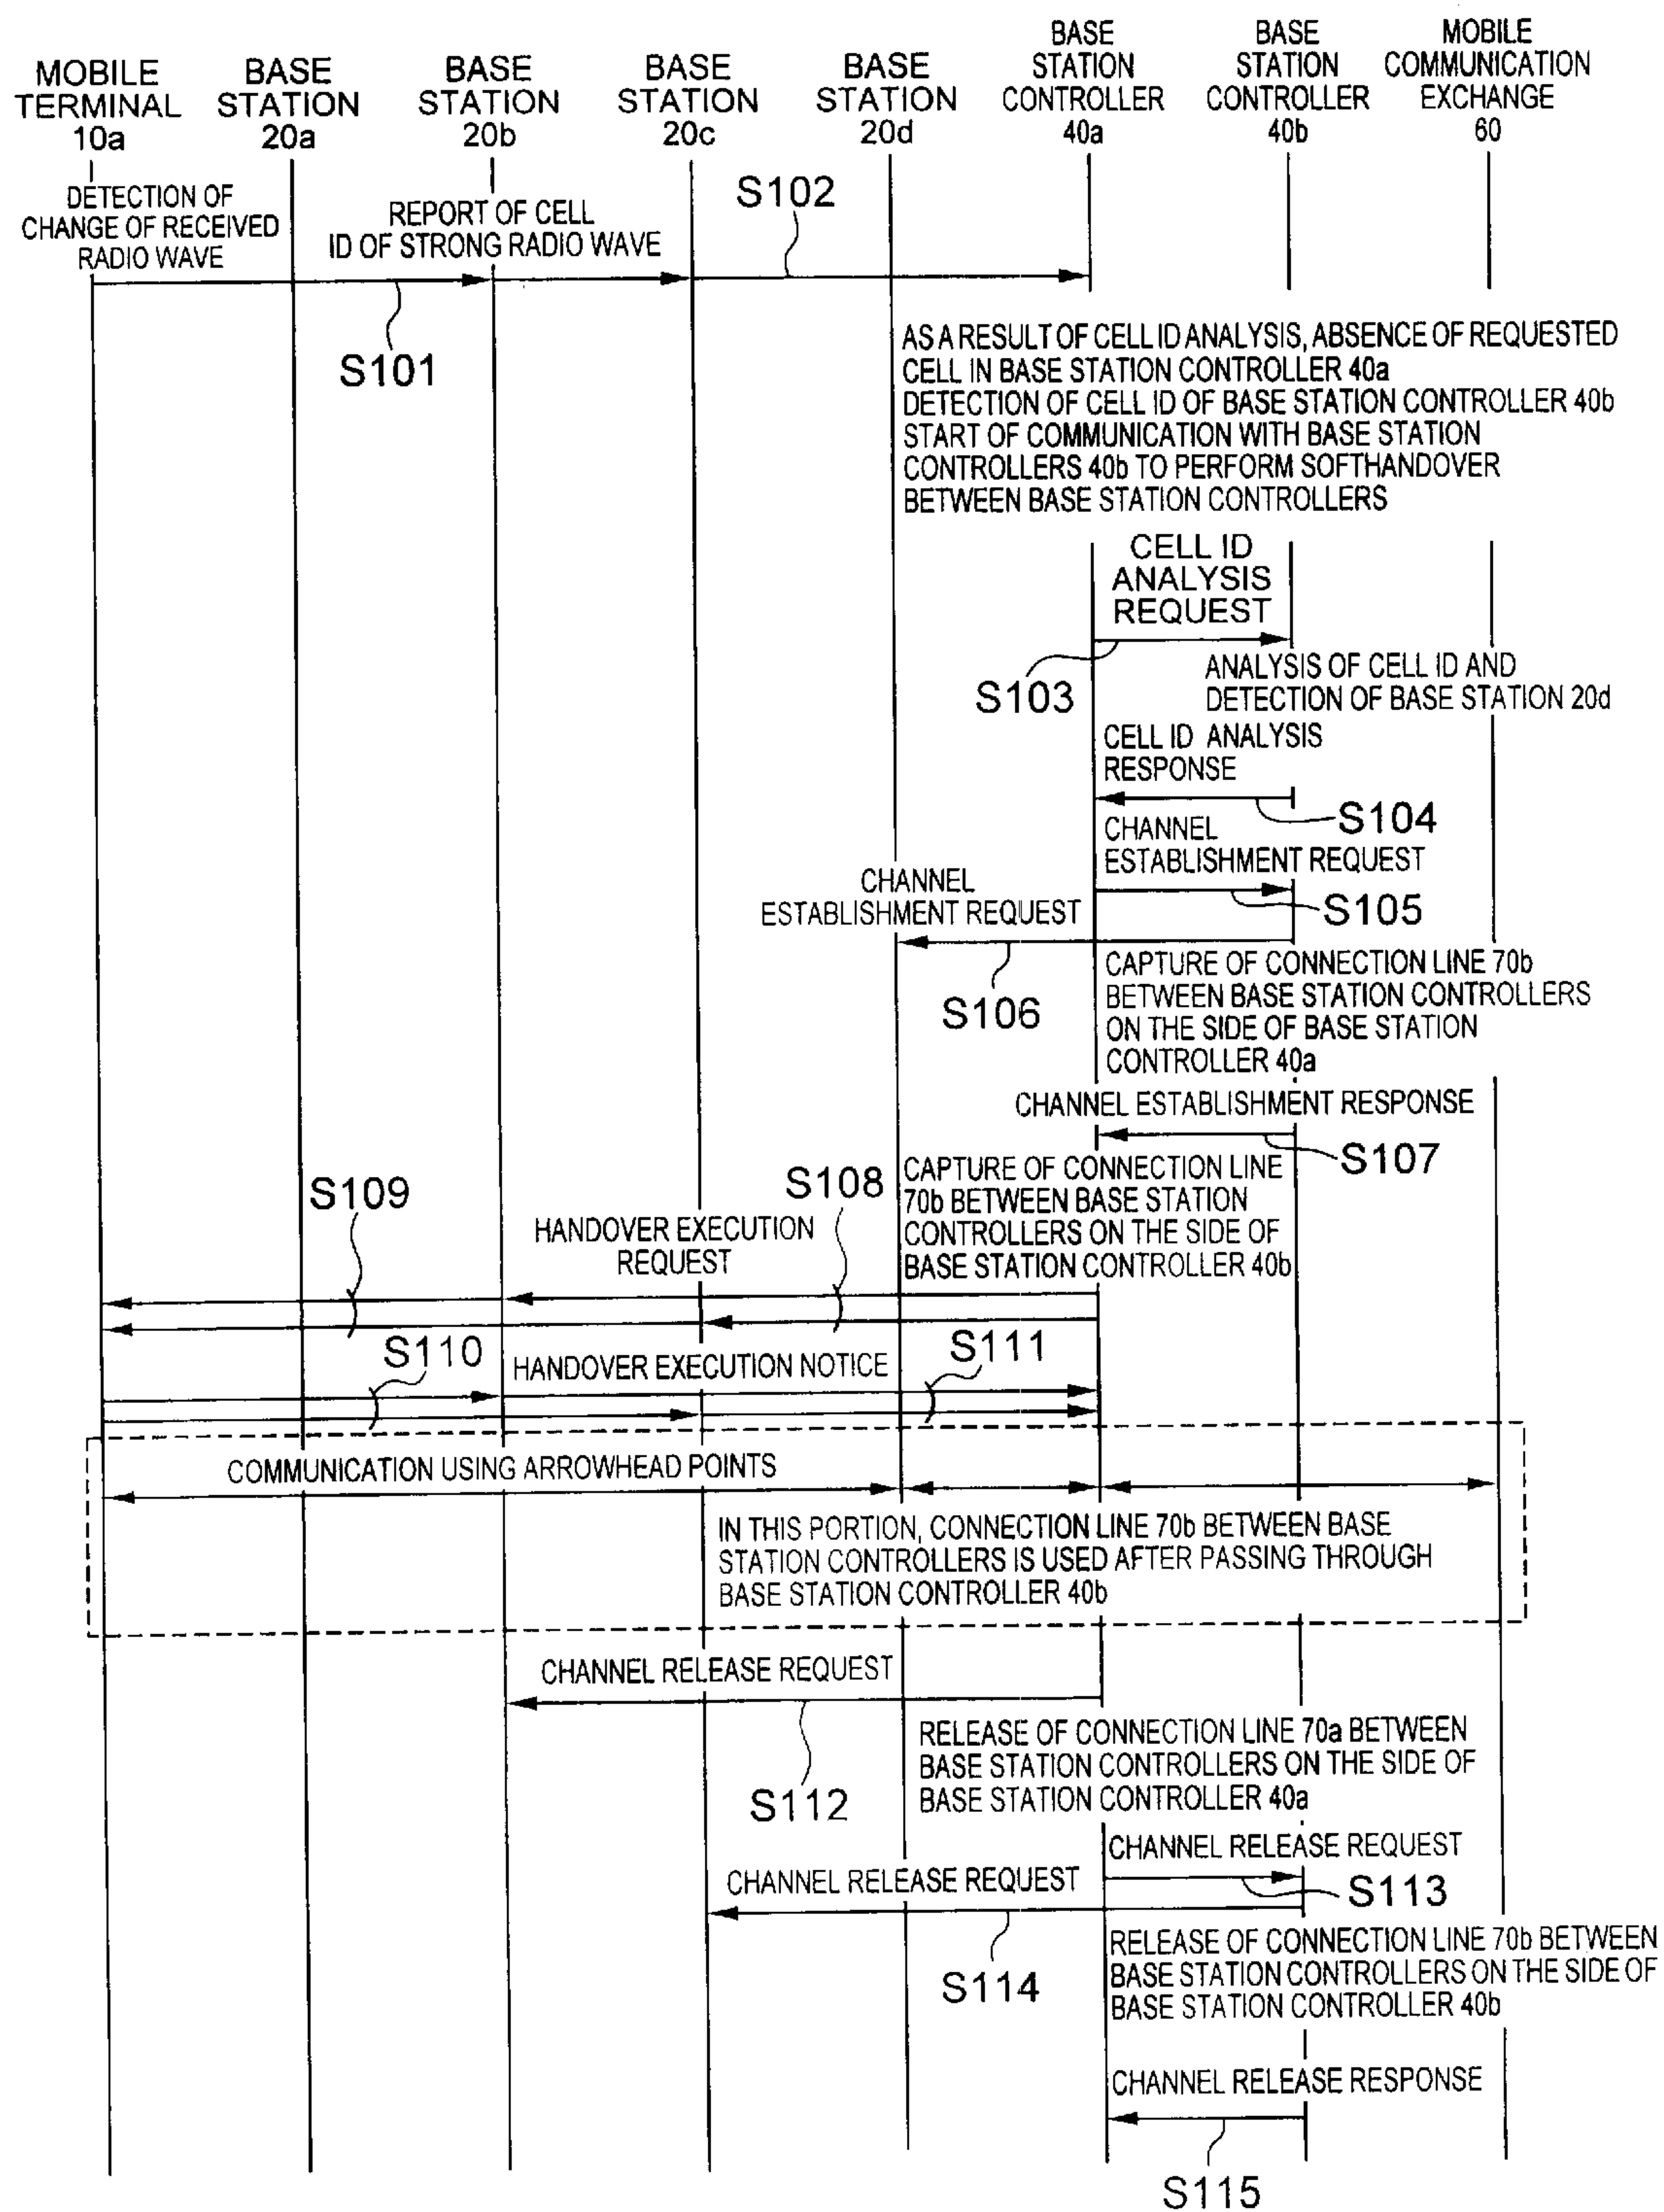 MOBILE
TERMINAL
10a
BASE
STATION
20a
BASE
STATION
20b
BASE
STATION
20c
BASE
STATION
20d
BASE
STATION
CONTROLLER
40a
BASE
STATION
CONTROLLER
40b
MOBILE
COMMUNICATION
EXCHANGE
60
DETECTION OF
CHANGE OF RECEIVED
RADIO WAVE
REPORT OF CELL
ID OF STRONG RADIO WAVE
S102
S101
AS A RESULT OF CELL ID ANALYSIS, ABSENCE OF REQUESTED
CELL IN BASE STATION CONTROLLER 40a
DETECTION OF CELL ID OF BASE STATION CONTROLLER 40b
START OF COMMUNICATION WITH BASE STATION
CONTROLLERS 40b TO PERFORM SOFTHANDOVER
BETWEEN BASE STATION CONTROLLERS
CELL ID
ANALYSIS
REQUEST
S103
ANALYSIS OF CELL ID AND
DETECTION OF BASE STATION 20d
CELL ID ANALYSIS
RESPONSE
S104
CHANNEL
ESTABLISHMENT REQUEST
S105
CHANNEL
ESTABLISHMENT REQUEST
S106
CAPTURE OF CONNECTION LINE 70b
BETWEEN BASE STATION CONTROLLERS
ON THE SIDE OF BASE STATION
CONTROLLER 40a
CHANNEL ESTABLISHMENT RESPONSE
S107
CAPTURE OF CONNECTION LINE
70b BETWEEN BASE STATION
CONTROLLERS ON THE SIDE OF
BASE STATION CONTROLLER 40b
S108
S109
HANDOVER EXECUTION
REQUEST
S110
HANDOVER EXECUTION NOTICE
S111
COMMUNICATION USING ARROWHEAD POINTS
IN THIS PORTION, CONNECTION LINE 70b BETWEEN BASE
STATION CONTROLLERS IS USED AFTER PASSING THROUGH
BASE STATION CONTROLLER 40b
CHANNEL RELEASE REQUEST
S112
RELEASE OF CONNECTION LINE 70a BETWEEN
BASE STATION CONTROLLERS ON THE SIDE OF
BASE STATION CONTROLLER 40a
CHANNEL RELEASE REQUEST
S113
CHANNEL RELEASE REQUEST
S114
RELEASE OF CONNECTION LINE 70b BETWEEN
BASE STATION CONTROLLERS ON THE SIDE OF
BASE STATION CONTROLLER 40b
CHANNEL RELEASE RESPONSE
S115